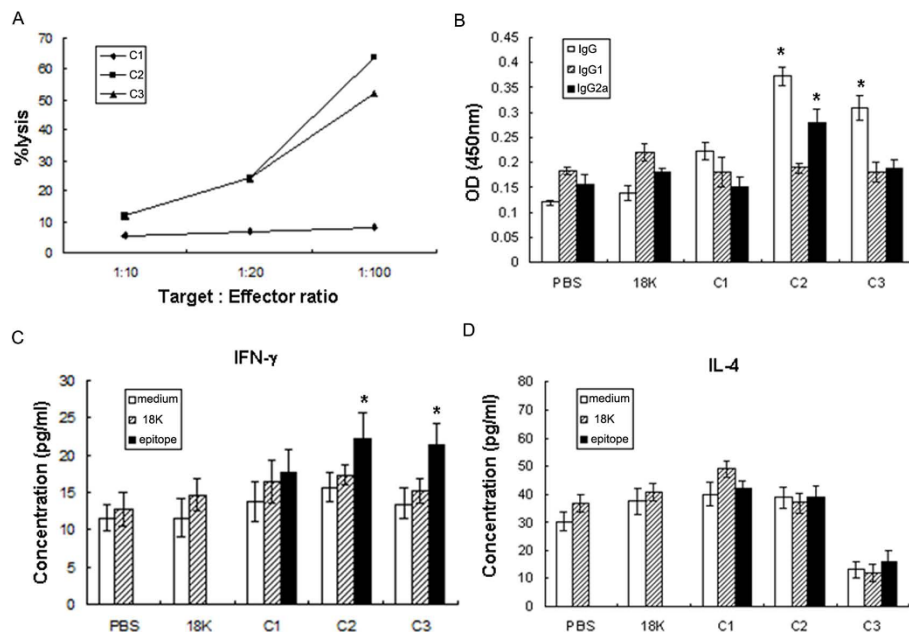 A
%lysis
70
60
50
40
30
20
10
0
C1
C2
C3
1:10 1:20 1:100
Target : Effector ratio
B
OD (450nm)
0.45
0.4
0.35
0.3
0.25
0.2
0.15
0.1
0.05
0
IgG
IgG1
IgG2a
* * *
PBS 18K C1 C2 C3
C
IFN-γ
Concentration (pg/ml)
30
25
20
15
10
5
0
medium
18K
epitope
* *
PBS 18K C1 C2 C3
D
IL-4
Concentration (pg/ml)
80
70
60
50
40
30
20
10
0
medium
18K
epitope
PBS 18K C1 C2 C3